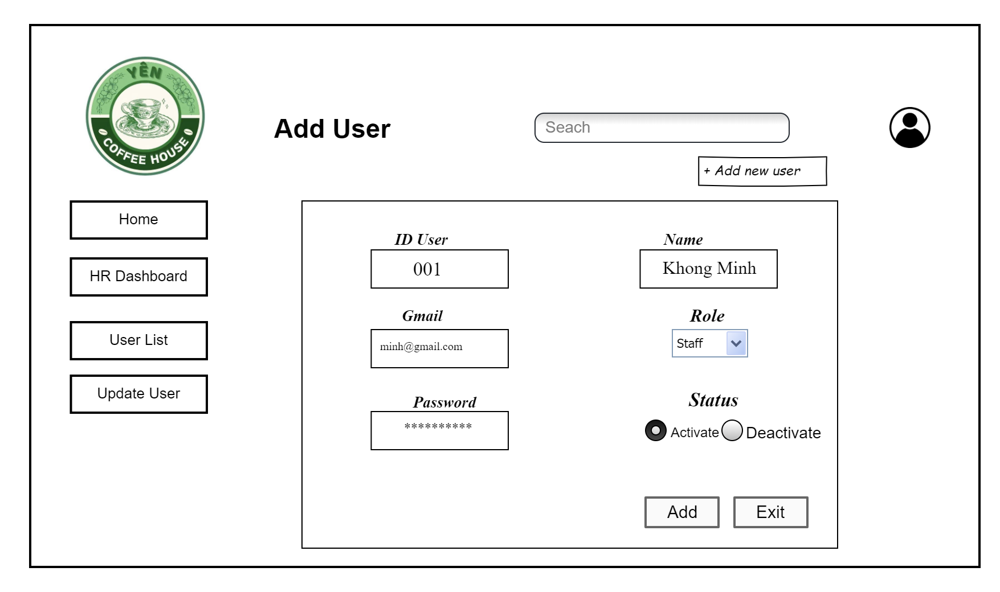 YÊN
COFFEE HOUSE
Add User
Seach
+ Add new user
Home
HR Dashboard
User List
Update User
ID User
Name
001
Khong Minh
Gmail
Role
minh@gmail.com
Staff
Password
Status
**********
Activate Deactivate
Add Exit